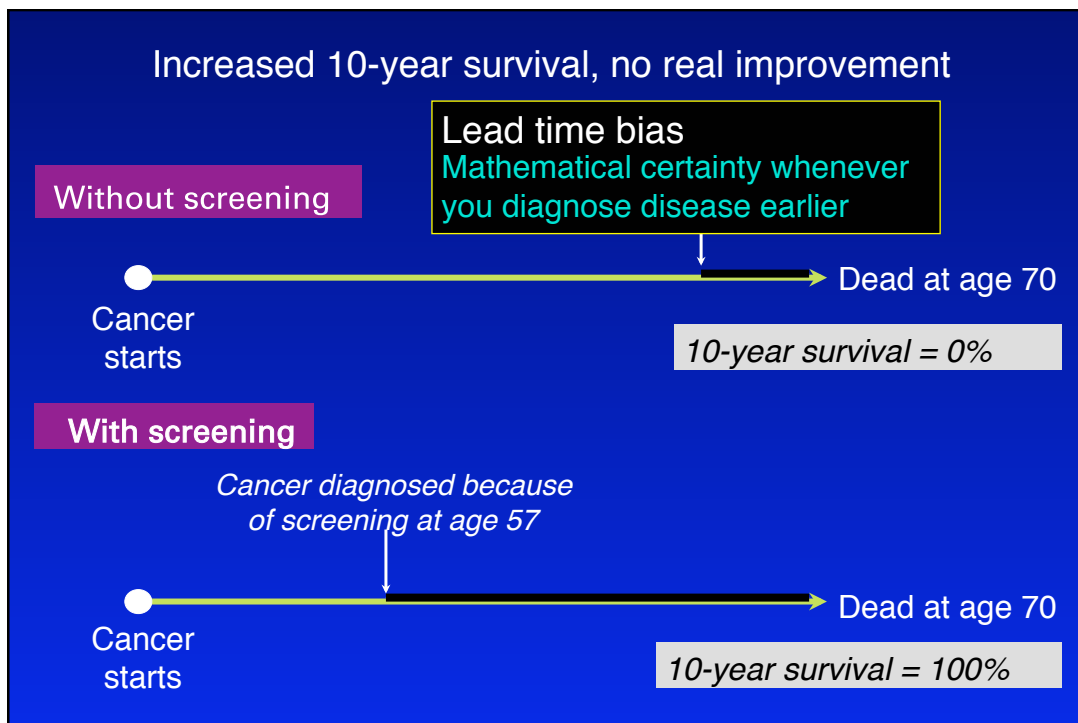 Increased 10-year survival, no real improvement
Lead time bias
Mathematical certainty whenever
you diagnose disease earlier
Without screening
Dead at age 70
Cancer
starts
10-year survival = 0%
With screening
Cancer diagnosed because
of screening at age 57
Dead at age 70
Cancer
starts
10-year survival = 100%